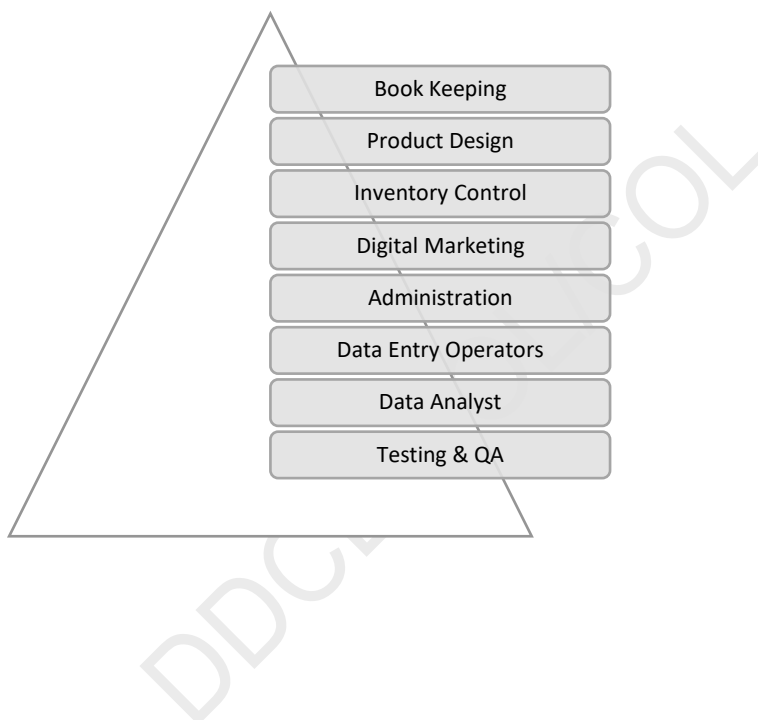 Book Keeping
Product Design
Inventory Control
Digital Marketing
Administration
Data Entry Operators
Data Analyst
Testing & QA